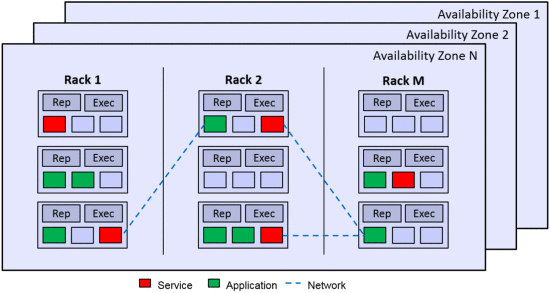 Availability Zone 1
Availability Zone 2
Availability Zone N
Rack 1 Rack 2 Rack M
Rep Exec Rep Exec Rep Exec
Rep Exec Rep Exec Rep Exec
Rep Exec Rep Exec Rep Exec
Service Application Network